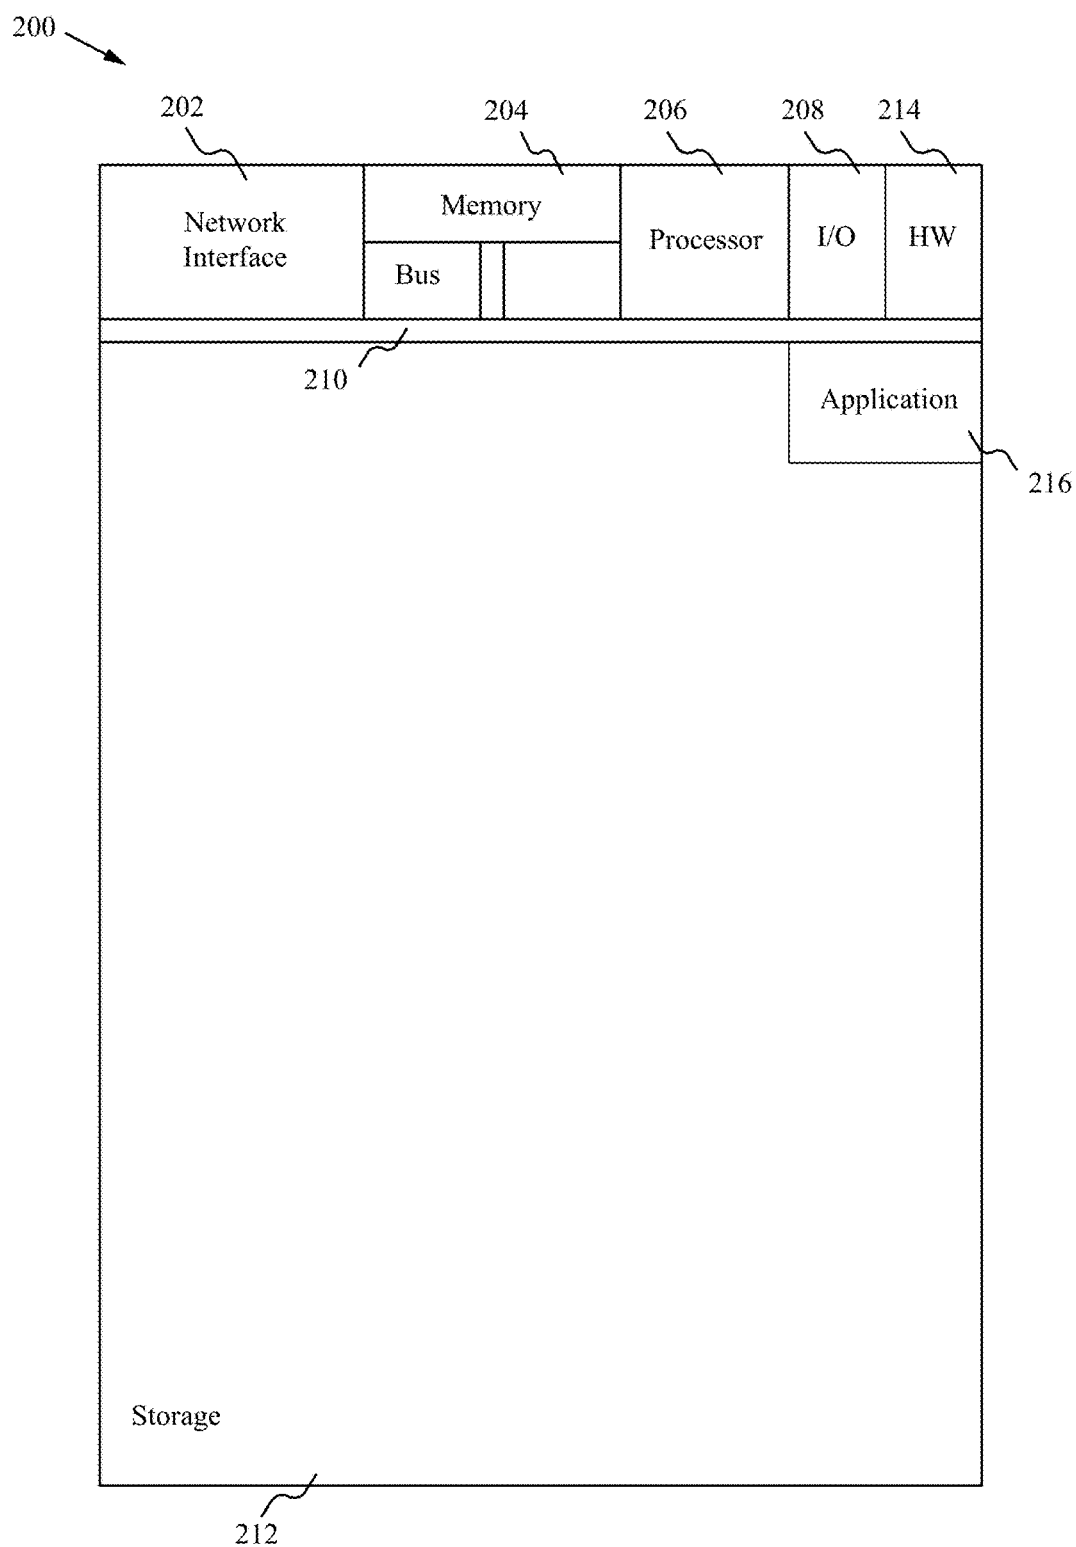 200
202
204
206
208
214
Network
Interface
Memory
Processor
I/O
HW
Bus
210
Application
216
Storage
212